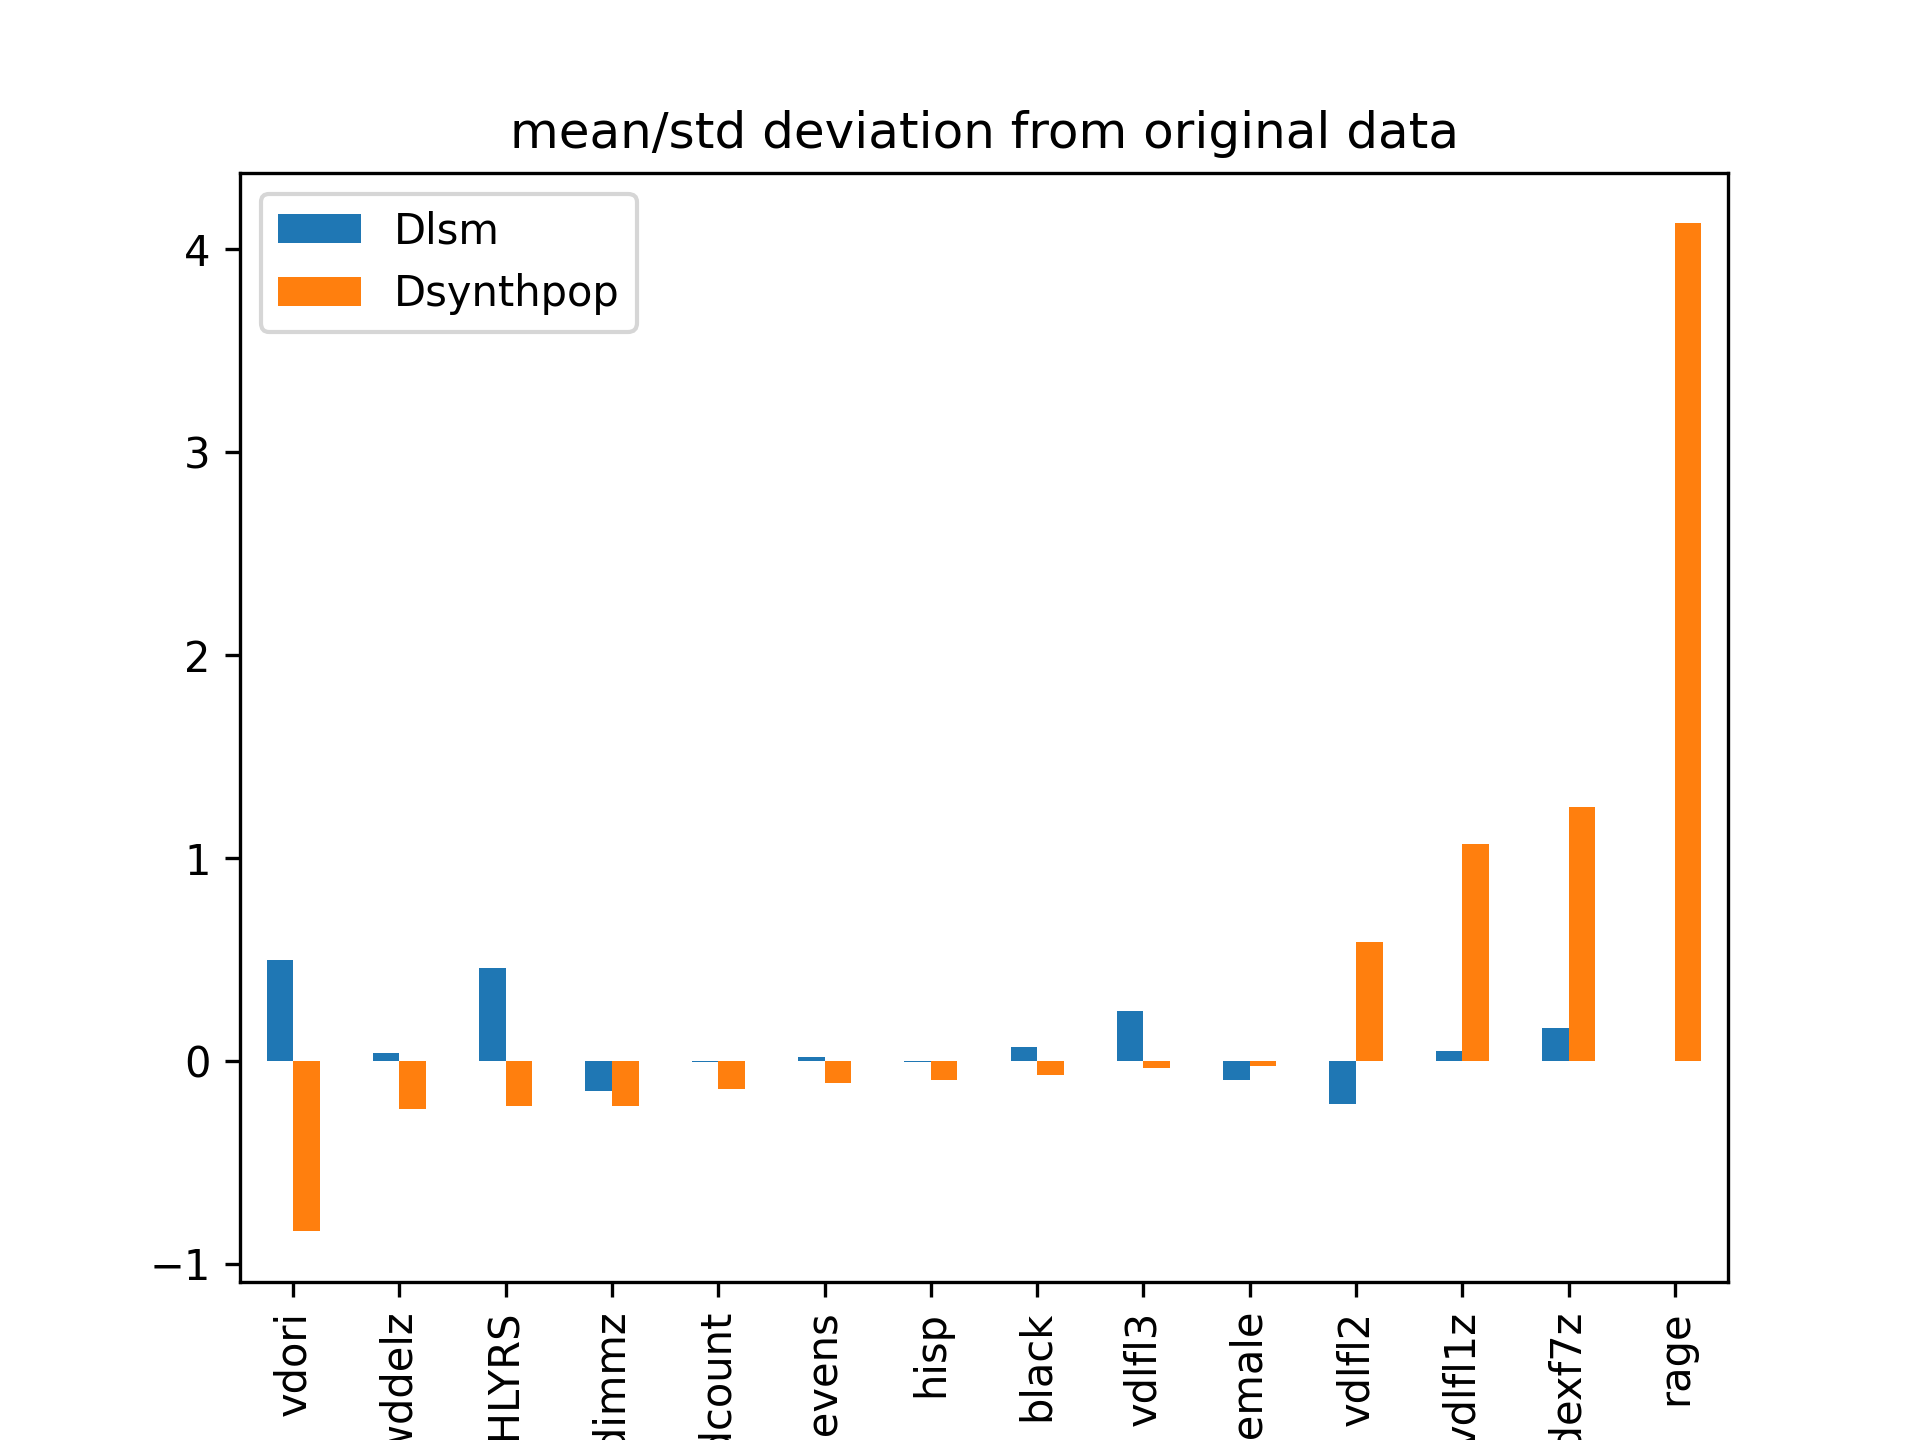 mean/std deviation from original data
Dlsm
Dsynthpop
4
3
2
1
0
−1
vdori
wddelz
HLYRS
dimmz
dcount
evens
hisp
black
vdlfl3
emale
vdlfl2
vdlfl1z
dexf7z
rage